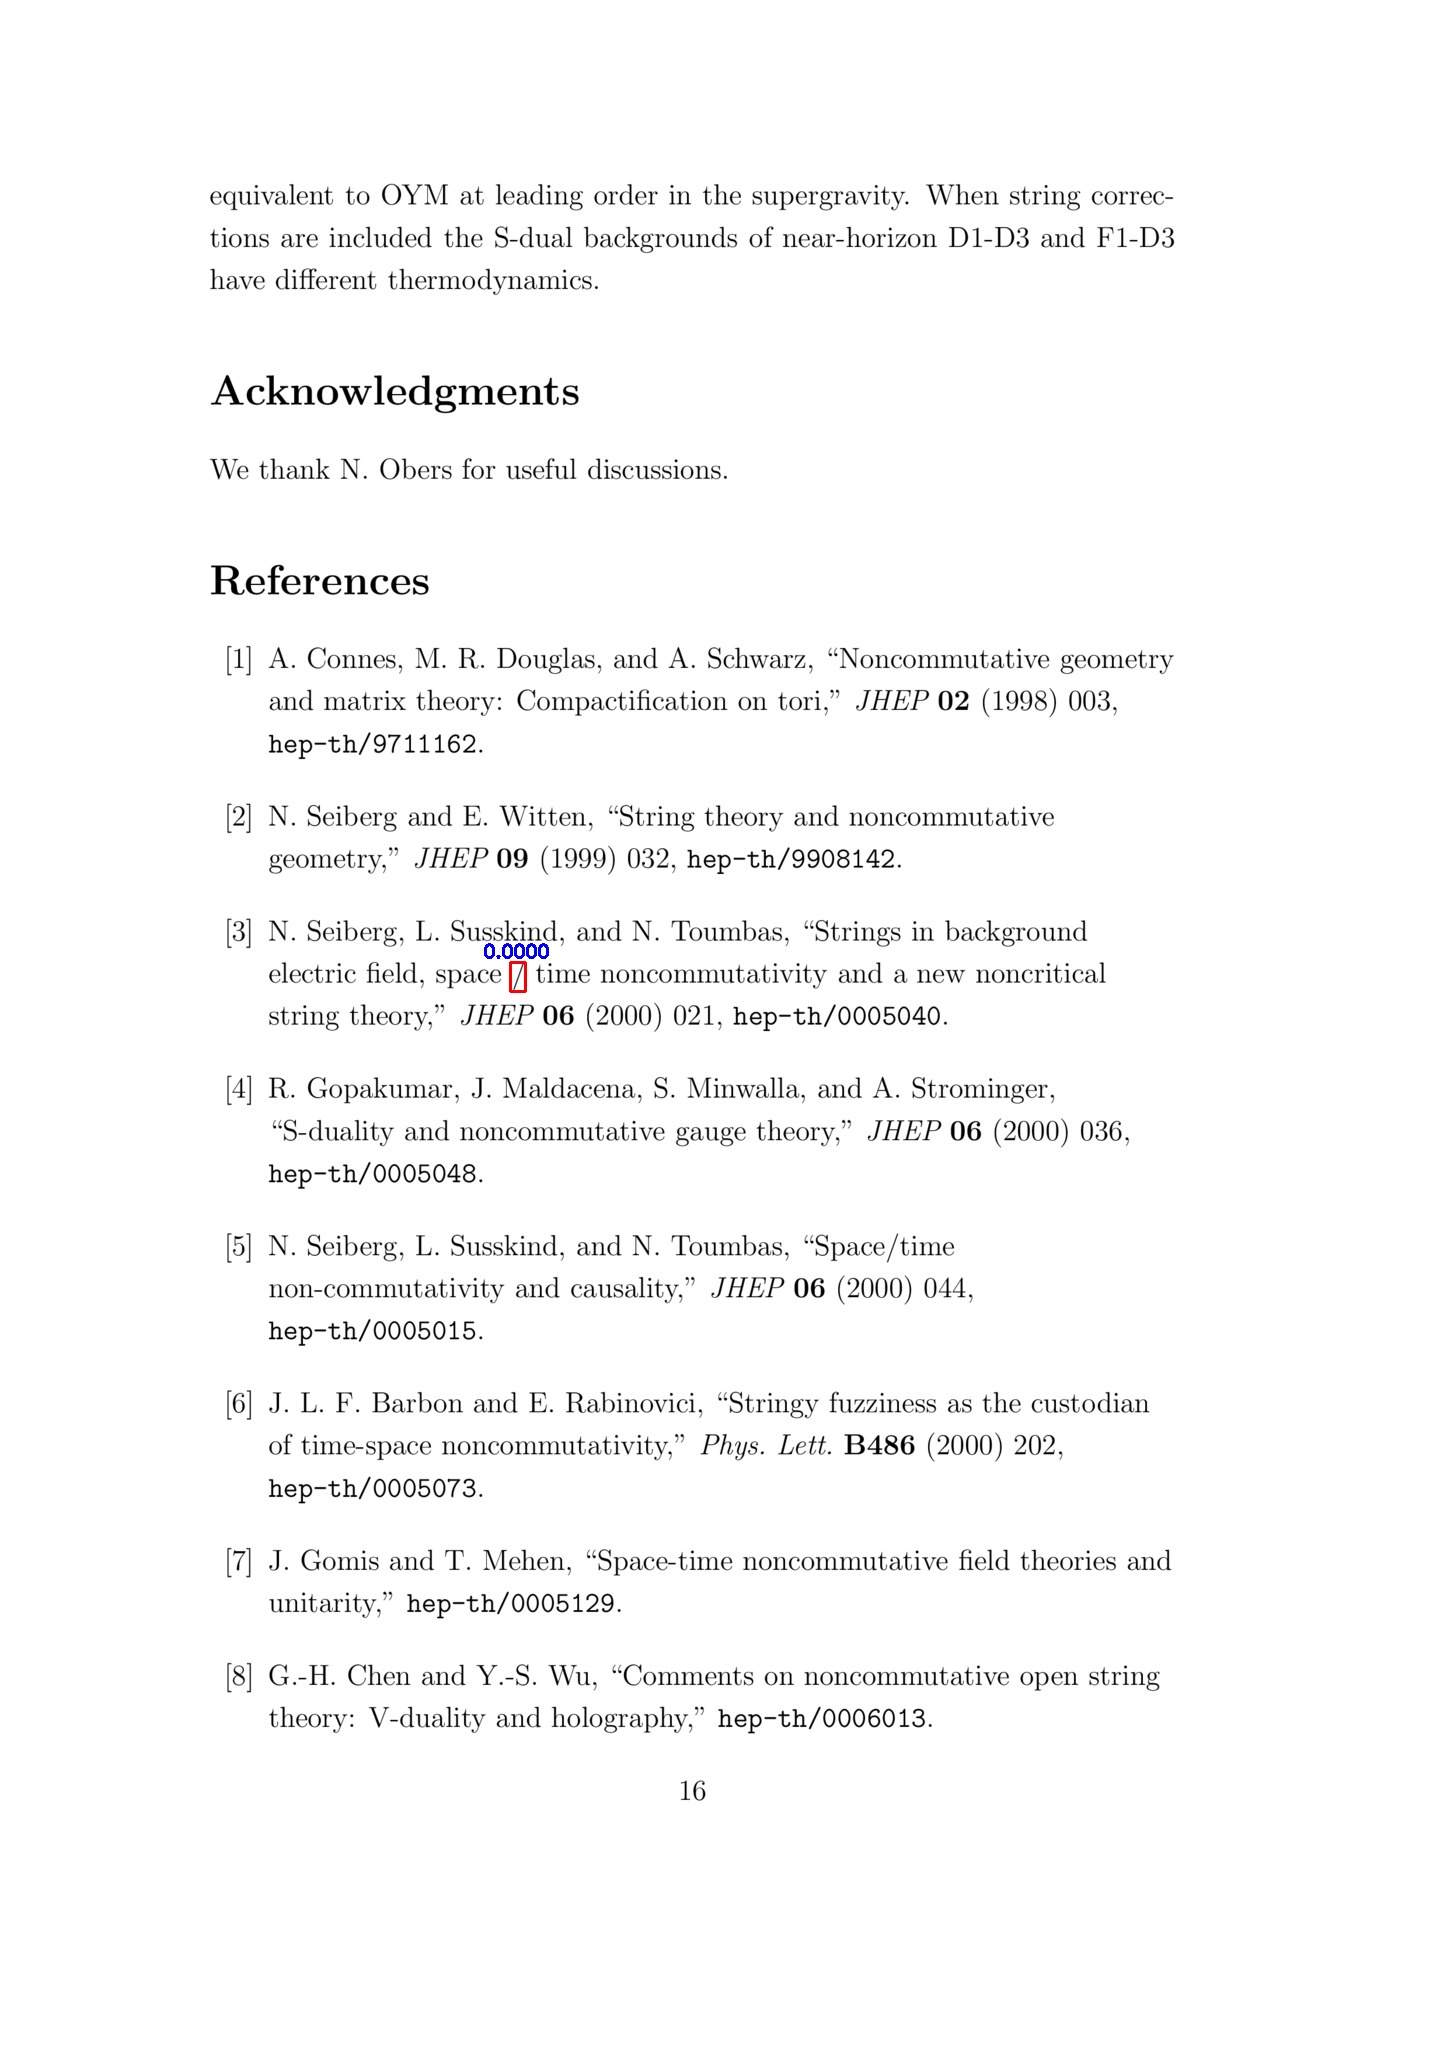 equivalent to OYM at leading order in the supergravity. When string correc-
tions are included the S-dual backgrounds of near-horizon D1-D3 and F1-D3
have different thermodynamics.
Acknowledgments
We thank N. Obers for useful discussions.
References
[1] A. Connes, M. R. Douglas, and A. Schwarz, “Noncommutative geometry
and matrix theory: Compactification on tori,” JHEP 02 (1998) 003,
hep-th/9711162.
[2] N. Seiberg and E. Witten, “String theory and noncommutative
geometry,” JHEP 09 (1999) 032, hep-th/9908142.
[3] N. Seiberg, L. Susskind, and N. Toumbas, “Strings in background
0.0000
electric field, space / time noncommutativity and a new noncritical
string theory,” JHEP 06 (2000) 021, hep-th/0005040.
[4] R. Gopakumar, J. Maldacena, S. Minwalla, and A. Strominger,
“S-duality and noncommutative gauge theory,” JHEP 06 (2000) 036,
hep-th/0005048.
[5] N. Seiberg, L. Susskind, and N. Toumbas, “Space/time
non-commutativity and causality,” JHEP 06 (2000) 044,
hep-th/0005015.
[6] J. L. F. Barbon and E. Rabinovici, “Stringy fuzziness as the custodian
of time-space noncommutativity,” Phys. Lett. B486 (2000) 202,
hep-th/0005073.
[7] J. Gomis and T. Mehen, “Space-time noncommutative field theories and
unitarity,” hep-th/0005129.
[8] G.-H. Chen and Y.-S. Wu, “Comments on noncommutative open string
theory: V-duality and holography,” hep-th/0006013.
16